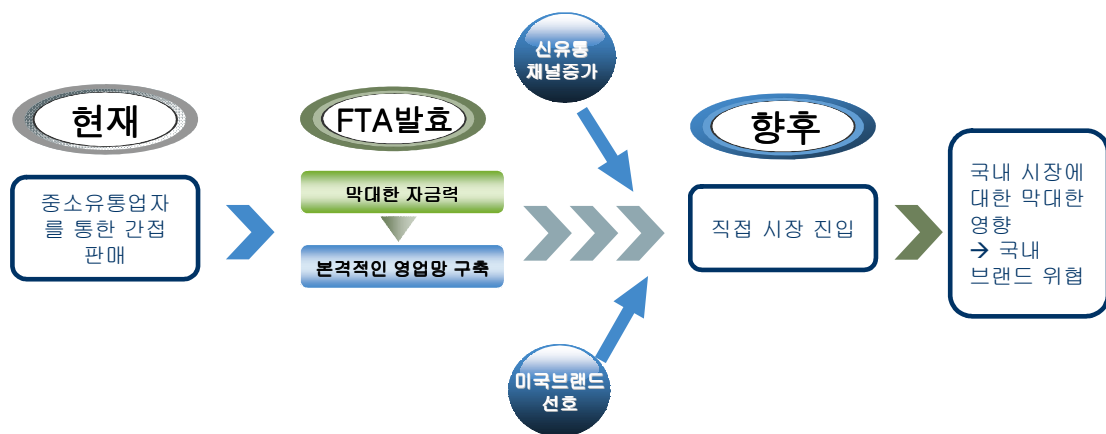 신유통
채널증가
현재
FTA발효
향후
중소유통업자
를 통한 간접
판매
막대한 자금력
본격적인 영업망 구축
직접 시장 진입
국내 시장에
대한 막대한
영향
→ 국내
브랜드 위협
미국브랜드
선호